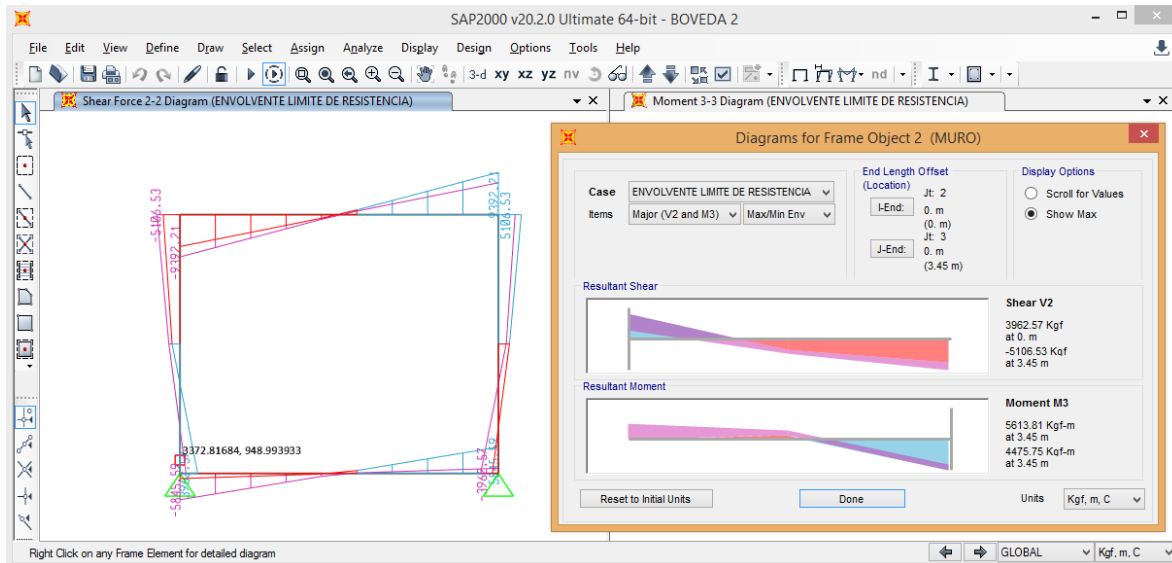 SAP2000 v20.2.0 Ultimate 64-bit - BOVEDA 2
File Edit View Define Draw Select Assign Analyze Display Design Options Tools Help
3-d xy xz yz nv nd
Shear Force 2-2 Diagram (ENVOLVENTE LIMITE DE RESISTENCIA)
Moment 3-3 Diagram (ENVOLVENTE LIMITE DE RESISTENCIA)
-5106.53
-9392.21
9392.21
5106.53
3372.81684, 948.993933
-3962.57
Diagrams for Frame Object 2 (MURO)
Case ENVOLVENTE LIMITE DE RESISTENCIA
Items Major (V2 and M3) Max/Min Env
End Length Offset
(Location)
Jt: 2
I-End: 0. m
(0. m)
Jt: 3
J-End: 0. m
(3.45 m)
Display Options
Scroll for Values
Show Max
Resultant Shear
Shear V2
3962.57 Kgf
at 0. m
-5106.53 Kgf
at 3.45 m
Resultant Moment
Moment M3
5613.81 Kgf-m
at 3.45 m
4475.75 Kgf-m
at 3.45 m
Reset to Initial Units Done Units Kgf, m, C
Right Click on any Frame Element for detailed diagram
GLOBAL Kgf, m, C